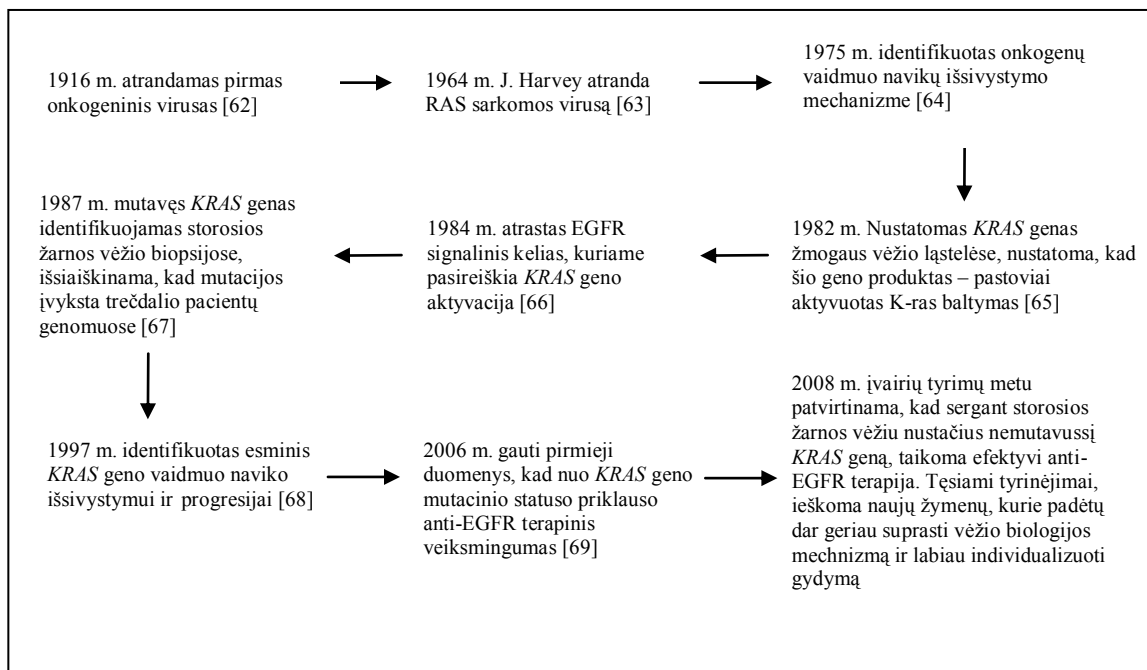 1916 m. atrandamas pirmas
onkogeninis virusas [62]
1964 m. J. Harvey atranda
RAS sarkomos virusą [63]
1975 m. identifikuotas onkogenų
vaidmuo navikų išsivystymo
mechanizme [64]
1982 m. Nustatomas KRAS genas
žmogaus vėžio ląstelėse, nustatoma, kad
šio geno produktas – pastoviai
aktyvuotas K-ras baltymas [65]
1984 m. atrastas EGFR
signalinis kelias, kuriame
pasireiškia KRAS geno
aktyvacija [66]
1987 m. mutavęs KRAS genas
identifikuojamas storosios
žarnos vėžio biopsijose,
išsiaiškinama, kad mutacijos
įvyksta trečdalio pacientų
genomuose [67]
1997 m. identifikuotas esminis
KRAS geno vaidmuo naviko
išsivystymui ir progresijai [68]
2006 m. gauti pirmieji
duomenys, kad nuo KRAS geno
mutacinio statuso priklauso
anti-EGFR terapinis
veiksmingumas [69]
2008 m. įvairių tyrimų metu
patvirtinama, kad sergant storosios
žarnos vėžiu nustačius nemutavussį
KRAS geną, taikoma efektyvi anti-
EGFR terapija. Tęsiami tyrinėjimai,
ieškoma naujų žymenų, kurie padėtų
dar geriau suprasti vėžio biologijos
mechnizmą ir labiau individualizuoti
gydymą